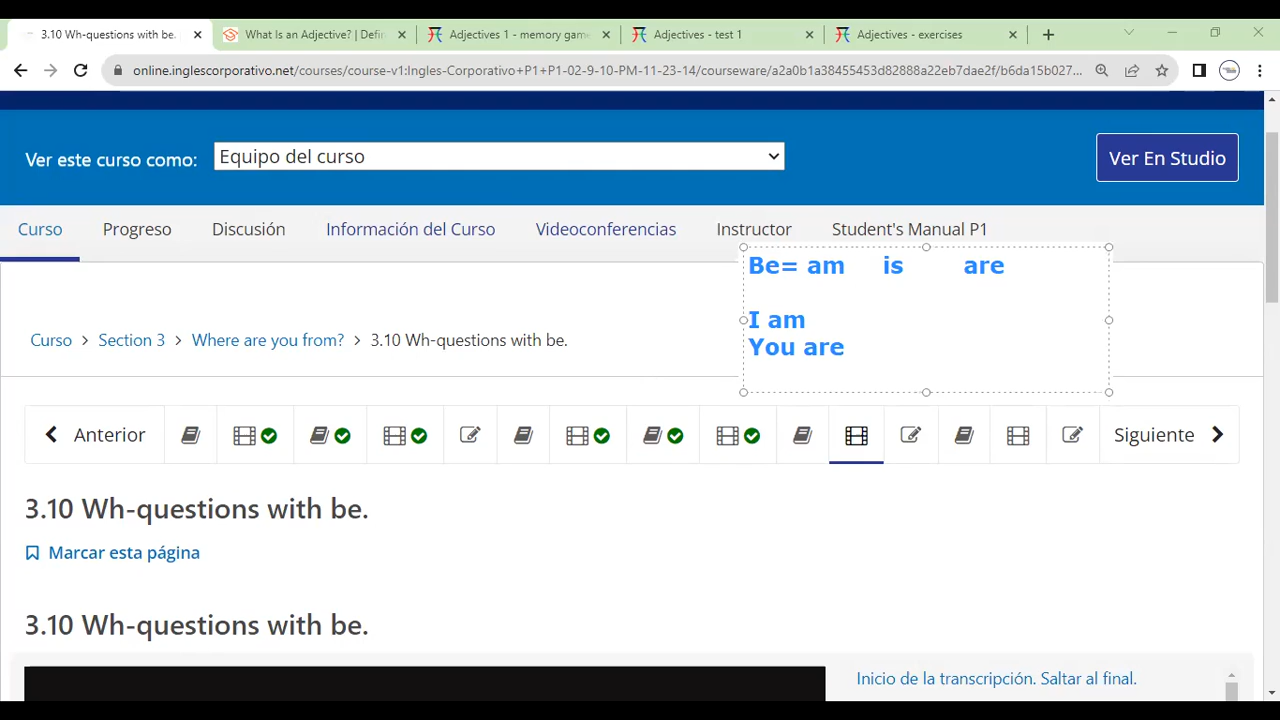 3.10 Wh-questions with be.
What Is an Adjective? | Defin
Adjectives 1 - memory game
Adjectives - test 1
Adjectives - exercises
online.inglescorporativo.net/courses/course-v1:Ingles-Corporativo+P1+P1-02-9-10-PM-11-23-14/courseware/a2a0b1a38455453d82888a22eb7dae2f/b6da15b027...
Ver este curso como:
Equipo del curso
Ver En Studio
Curso Progreso Discusión Información del Curso Videoconferencias Instructor Student's Manual P1
Be= am is are
I am
You are
Curso > Section 3 > Where are you from? > 3.10 Wh-questions with be.
Anterior
Siguiente
3.10 Wh-questions with be.
Marcar esta página
3.10 Wh-questions with be.
Inicio de la transcripción. Saltar al final.